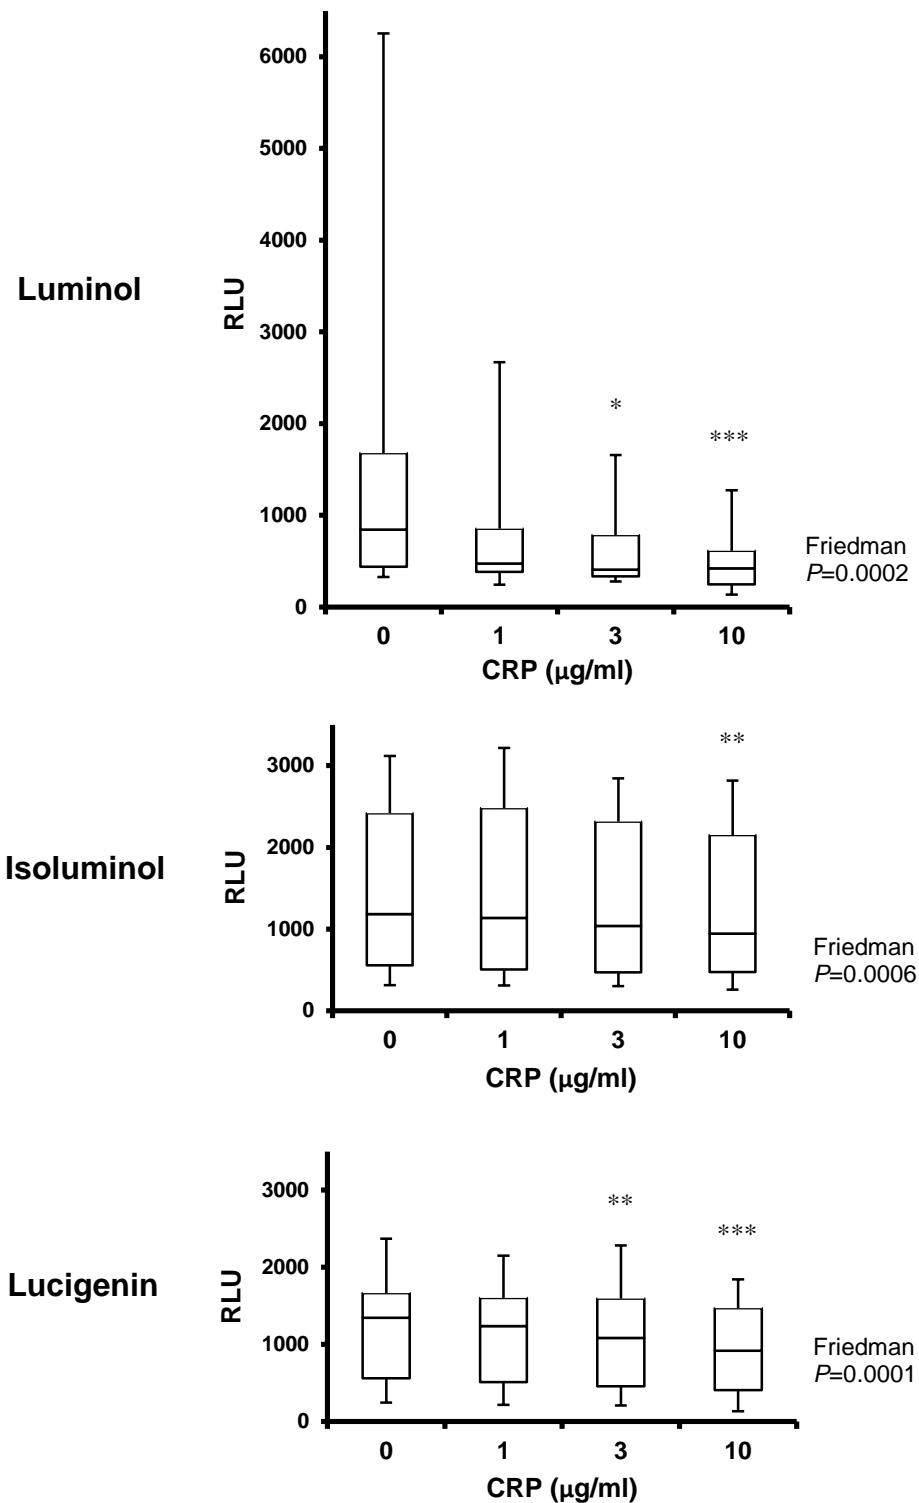 6000
5000
4000
3000
2000
1000
0
RLU
Luminol
*
***
Friedman
P=0.0002
0 1 3 10
CRP (µg/ml)
3000
2000
1000
0
RLU
Isoluminol
**
Friedman
P=0.0006
0 1 3 10
CRP (µg/ml)
3000
2000
1000
0
RLU
Lucigenin
**
***
Friedman
P=0.0001
0 1 3 10
CRP (µg/ml)